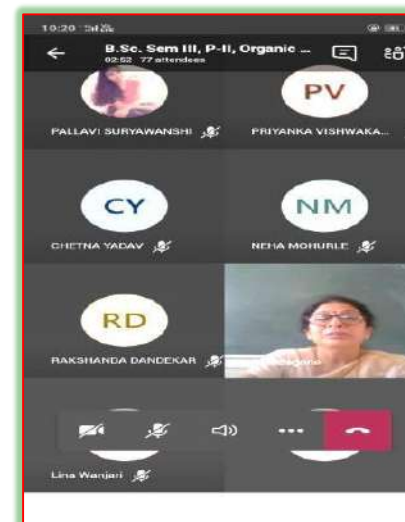 10:20
B.Sc. Sem III, P-II, Organic ...
02:52 77 attendees
PV
PALLAVI SURYAWANSHI
PRIYANKA VISHWAKA...
CY
NM
CHETNA YADAV
NEHA MOHURLE
RD
RAKSHANDA DANDEKAR
Lina Wanjari